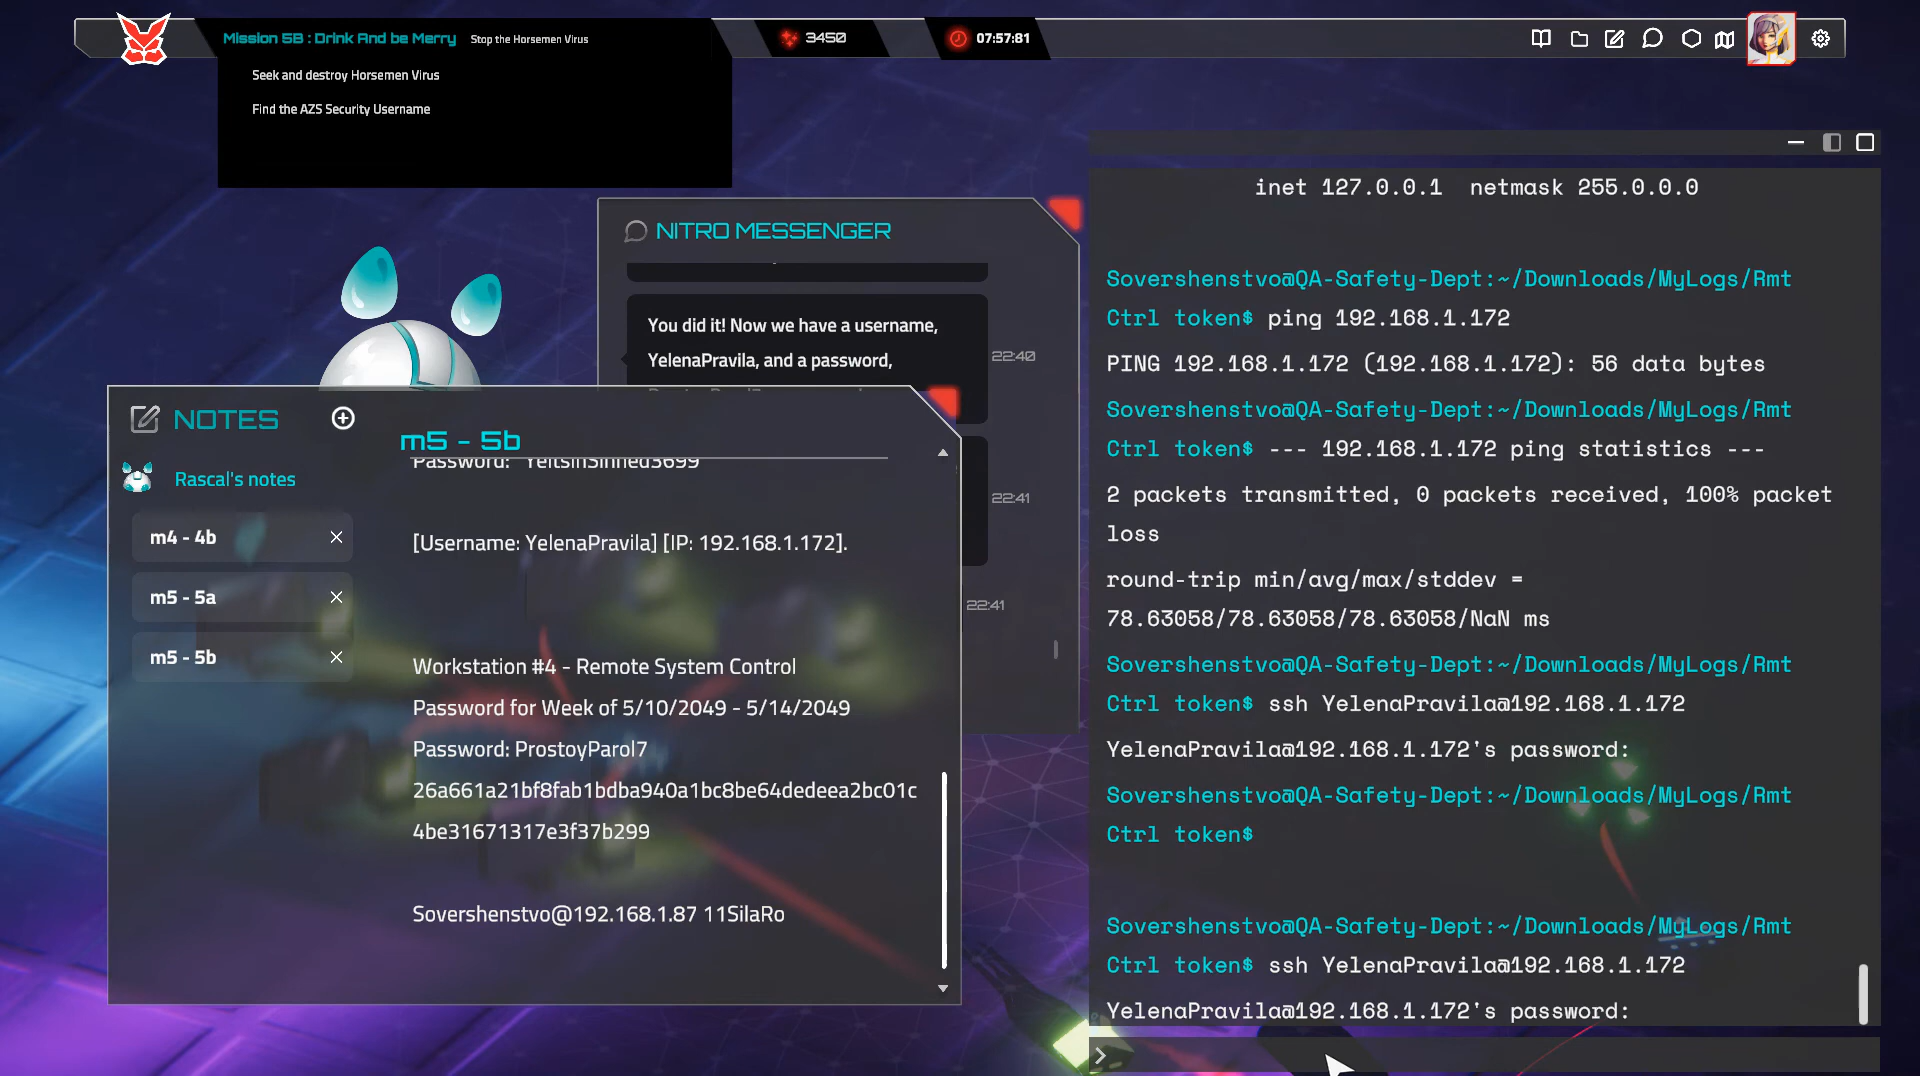 Mission 5B : Drink And be Merry Stop the Horsemen Virus
3450
07:57:81
Seek and destroy Horsemen Virus
Find the AZS Security Username
NITRO MESSENGER
You did it! Now we have a username,
YelenaPravila, and a password,
22:40
22:41
22:41
NOTES
Rascal's notes
m4 - 4b
m5 - 5a
m5 - 5b
m5 - 5b
Password: YeltsinSinned3699
[Username: YelenaPravila] [IP: 192.168.1.172].
Workstation #4 - Remote System Control
Password for Week of 5/10/2049 - 5/14/2049
Password: ProstoyParol7
26a661a21bf8fab1bdba940a1bc8be64dedeea2bc01c
4be31671317e3f37b299
Sovershenstvo@192.168.1.87 11SilaRo
inet 127.0.0.1 netmask 255.0.0.0
Sovershenstvo@QA-Safety-Dept:~/Downloads/MyLogs/Rmt
Ctrl token$ ping 192.168.1.172
PING 192.168.1.172 (192.168.1.172): 56 data bytes
Sovershenstvo@QA-Safety-Dept:~/Downloads/MyLogs/Rmt
Ctrl token$ --- 192.168.1.172 ping statistics ---
2 packets transmitted, 0 packets received, 100% packet
loss
round-trip min/avg/max/stddev =
78.63058/78.63058/78.63058/NaN ms
Sovershenstvo@QA-Safety-Dept:~/Downloads/MyLogs/Rmt
Ctrl token$ ssh YelenaPravila@192.168.1.172
YelenaPravila@192.168.1.172's password:
Sovershenstvo@QA-Safety-Dept:~/Downloads/MyLogs/Rmt
Ctrl token$
Sovershenstvo@QA-Safety-Dept:~/Downloads/MyLogs/Rmt
Ctrl token$ ssh YelenaPravila@192.168.1.172
YelenaPravila@192.168.1.172's password:
>